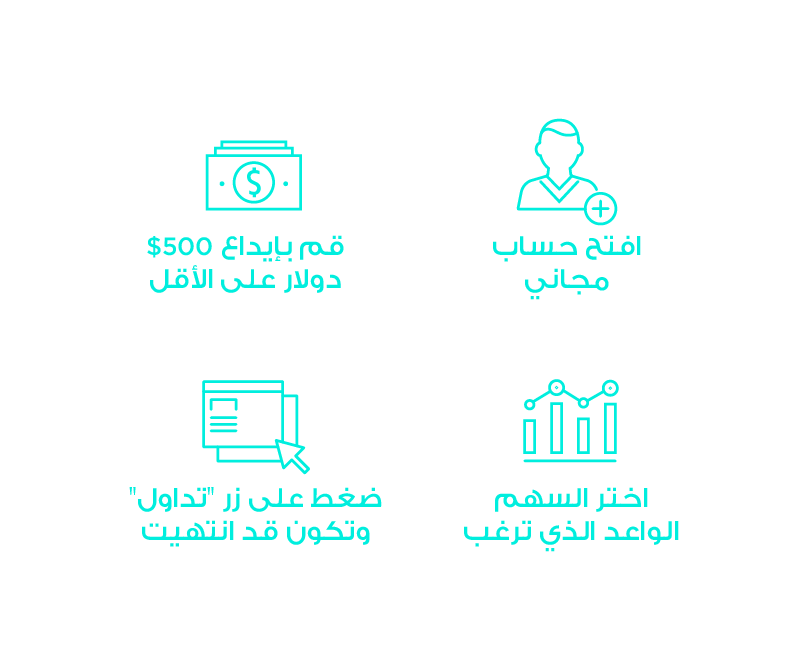 افتح حساب
مجاني
قم بإيداع 500$
دولار على الأقل
اختر السهم
الواعد الذي ترغب
ضغط على زر "تداول"
وتكون قد انتهيت